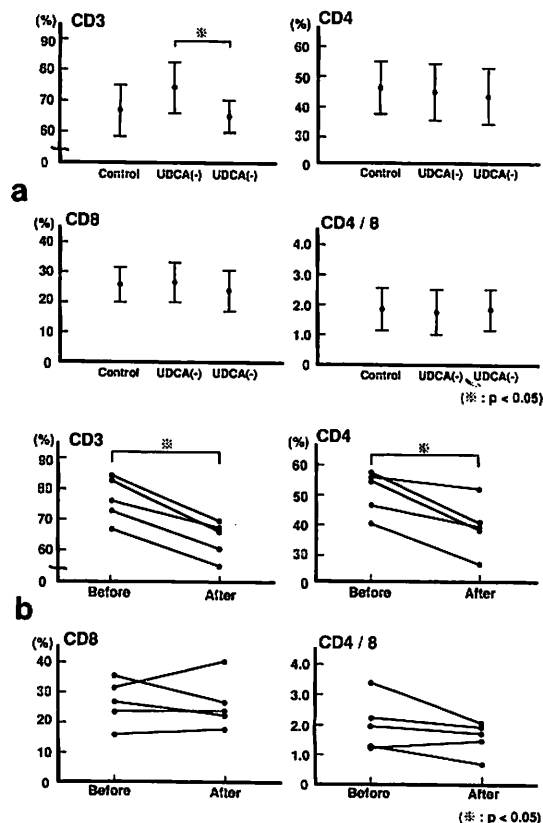 (%) CD3
90
80
70
60
0
※
Control UDCA(-) UDCA(-)
(%) CD4
60
50
40
30
0
Control UDCA(-) UDCA(-)
a
(%) CD8
40
30
20
10
0
Control UDCA(-) UDCA(-)
(%) CD4 / 8
4.0
3.0
2.0
1.0
0
Control UDCA(-) UDCA(-)
(※ : p < 0.05)
(%) CD3
90
80
70
60
0
※
Before After
(%) CD4
60
50
40
30
0
※
Before After
b
(%) CD8
40
30
20
10
0
Before After
(%) CD4 / 8
4.0
3.0
2.0
1.0
0
Before After
(※ : p < 0.05)